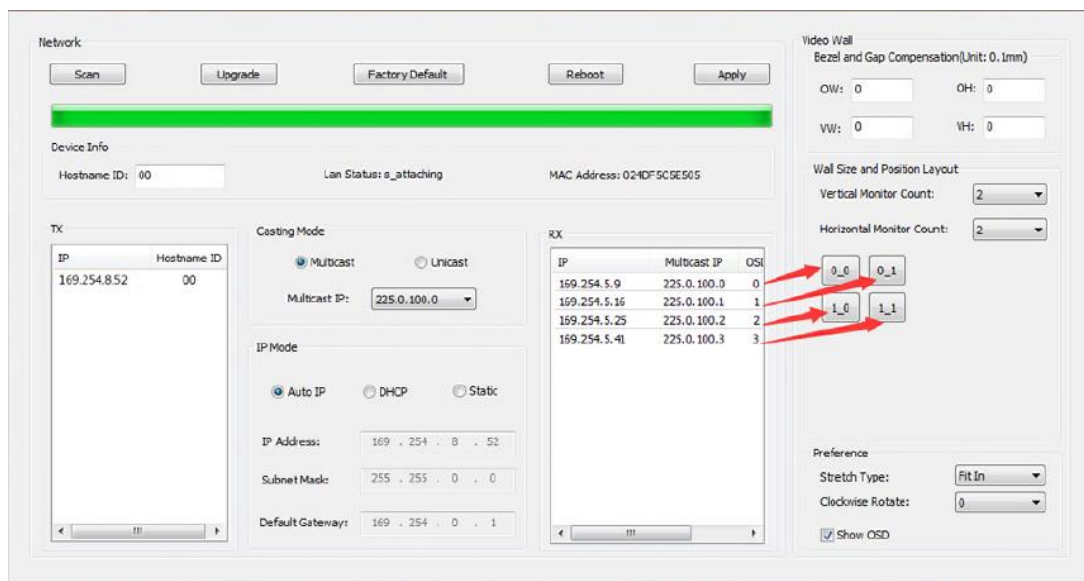 Network
Scan Upgrade Factory Default Reboot Apply
Device Info
Hostname ID: 00 Lan Status: s_attaching MAC Address: 024DF5C5E505
TX
IP Hostname ID
169.254.8.52 00
Casting Mode
Multicast Unicast
Multicast IP: 225.0.100.0
IP Mode
Auto IP DHCP Static
IP Address: 169 . 254 . 8 . 52
Subnet Mask: 255 . 255 . 0 . 0
Default Gateway: 169 . 254 . 0 . 1
RX
IP Multicast IP OSI
169.254.5.9 225.0.100.0 0
169.254.5.16 225.0.100.1 1
169.254.5.25 225.0.100.2 2
169.254.5.41 225.0.100.3 3
Video Wall
Bezel and Gap Compensation(Unit: 0.1mm)
OW: 0 OH: 0
VW: 0 VH: 0
Wall Size and Position Layout
Vertical Monitor Count: 2
Horizontal Monitor Count: 2
0_0 0_1
1_0 1_1
Preference
Stretch Type: Fit In
Clockwise Rotate: 0
Show OSD